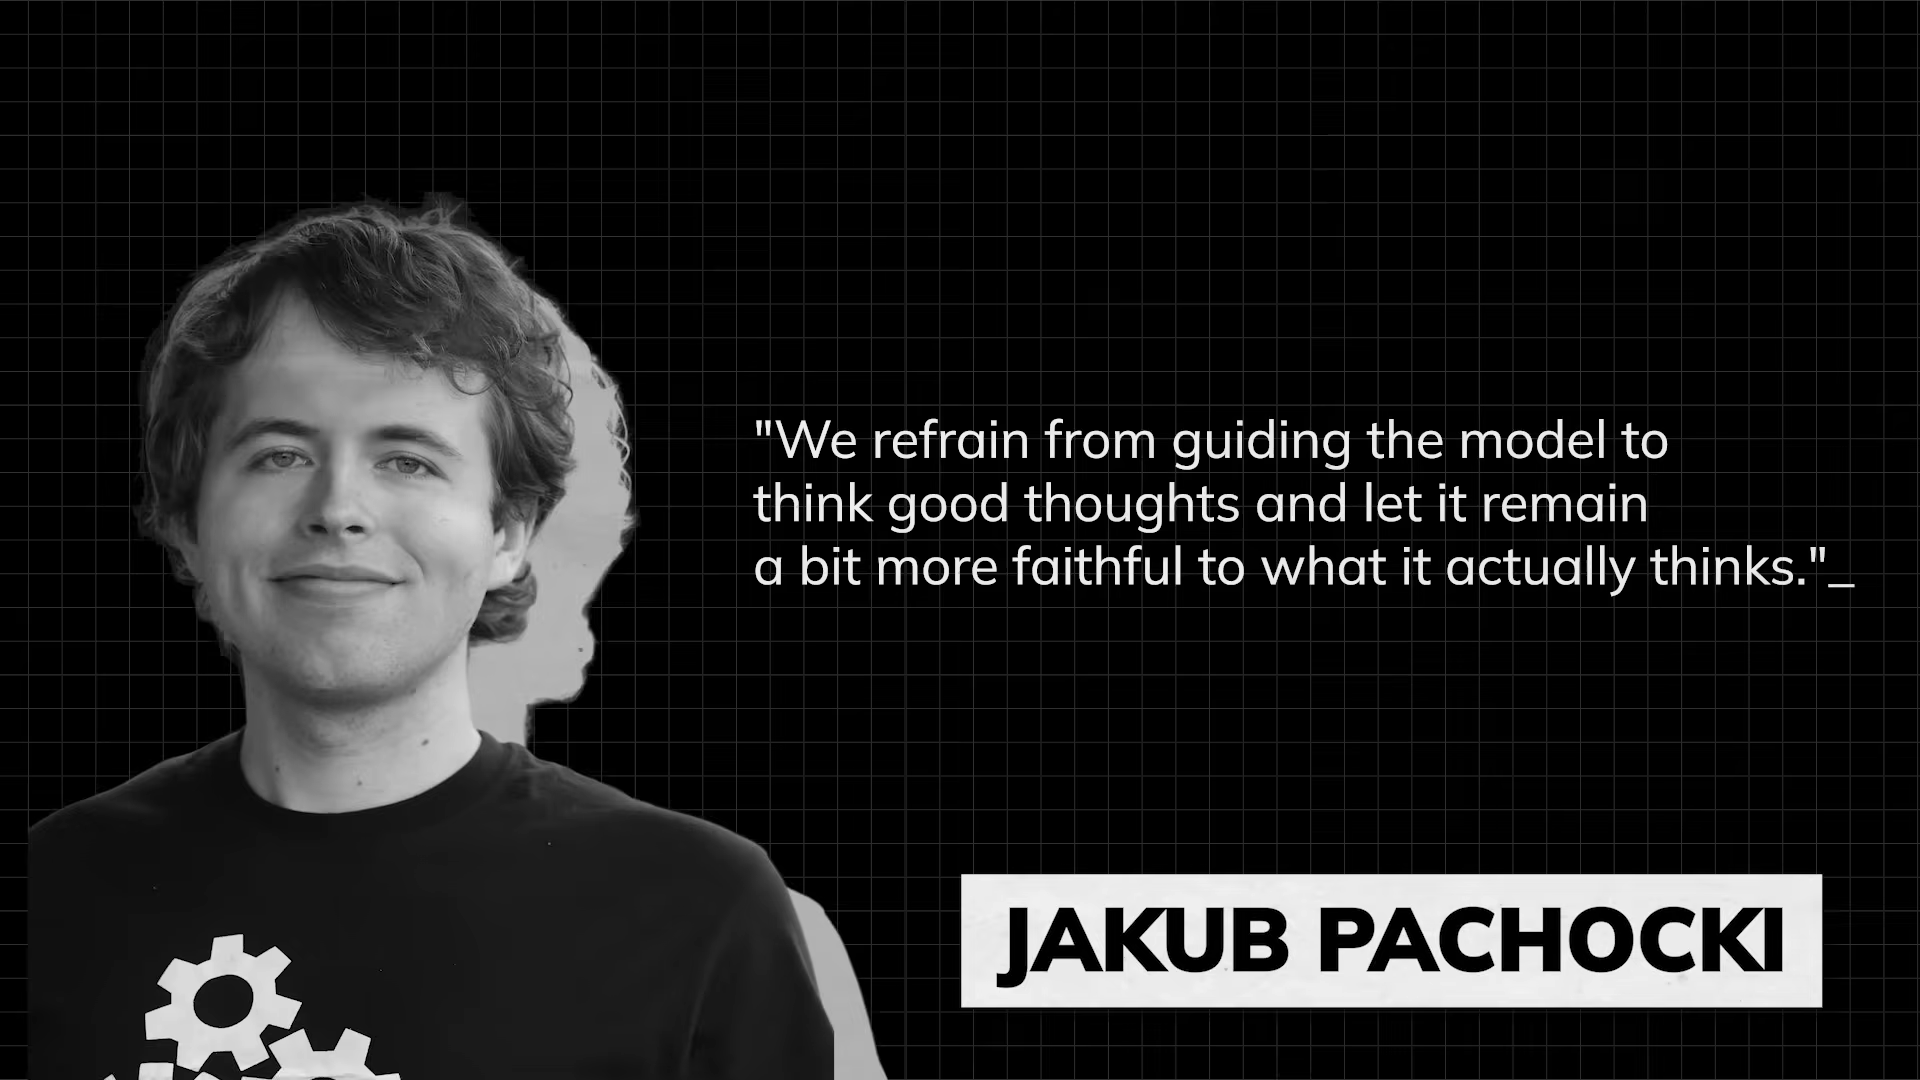 "We refrain from guiding the model to
think good thoughts and let it remain
a bit more faithful to what it actually thinks."_
JAKUB PACHOCKI